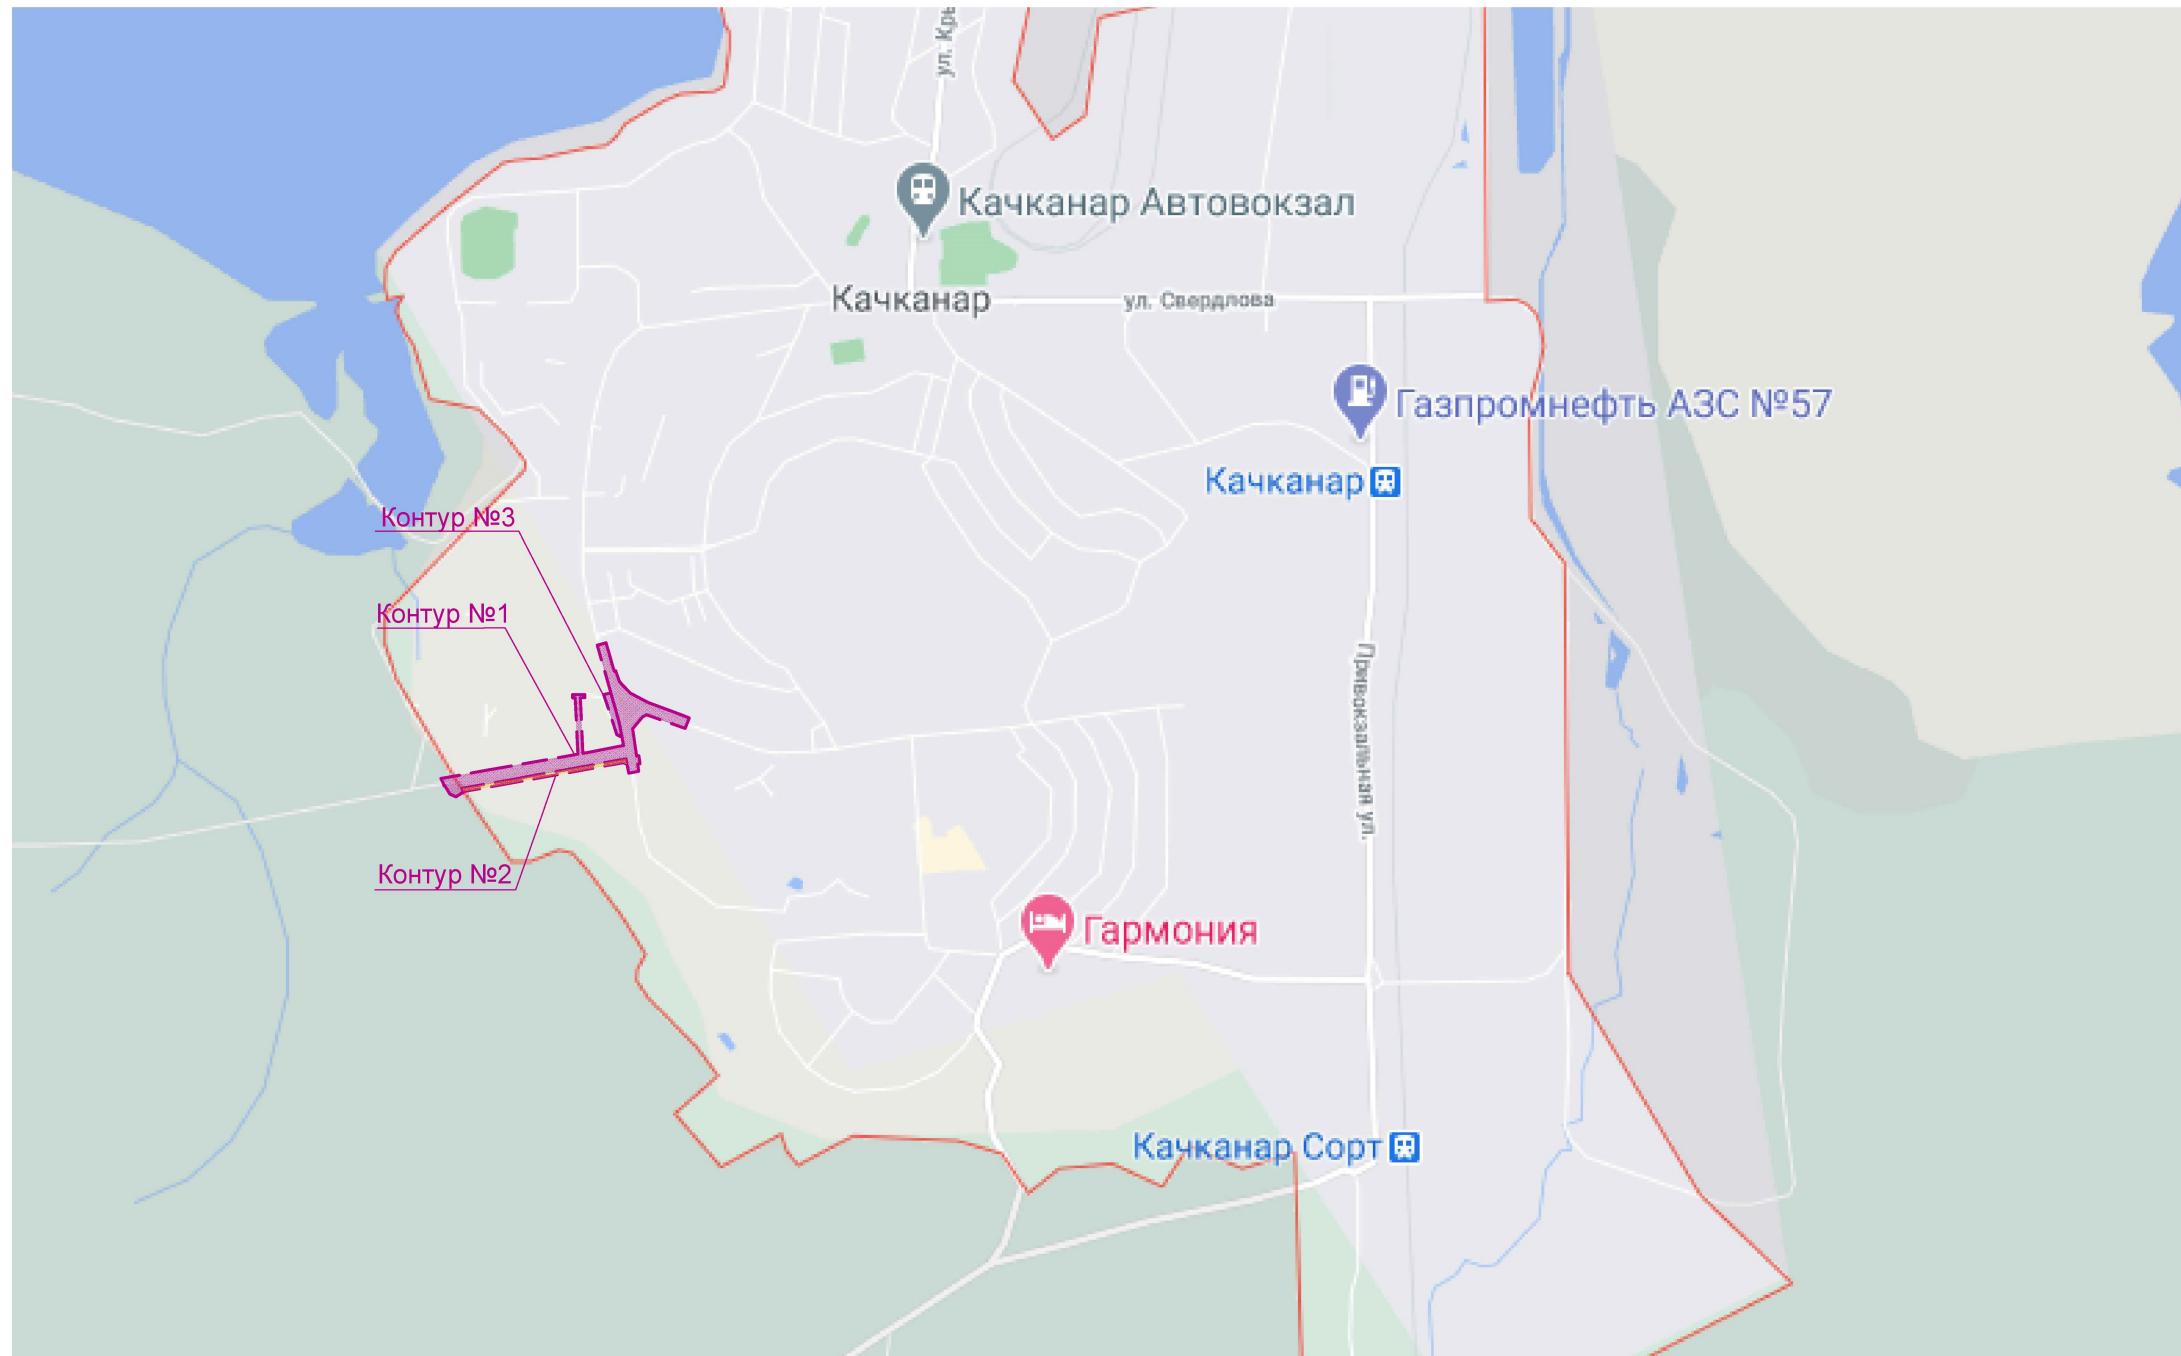 ул. Кры
Качканар Автовокзал
Качканар
ул. Свердлова
Газпромнефть АЗС №57
Качканар
Контур №3
Контур №1
Привокзальная ул.
Контур №2
Гармония
Качканар Сорт